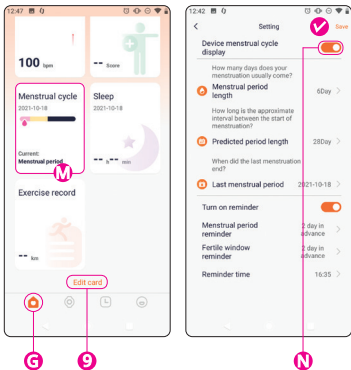 12:47
100 bpm
-- Score
Menstrual cycle
2021-10-18
Current:
Menstrual period
M
Sleep
2021-10-18
-- h -- min
Exercise record
-- km
Edit card
G
9
12:42
Setting
Save
Device menstrual cycle
display
How many days does your
menstruation usually come?
Menstrual period
length
6Day
How long is the approximate
interval between the start of
menstruation?
Predicted period length
28Day
When did the last menstruation
end?
Last menstrual period
2021-10-18
Turn on reminder
Menstrual period
reminder
2 day in
advance
Fertile window
reminder
2 day in
advance
Reminder time
16:35
N